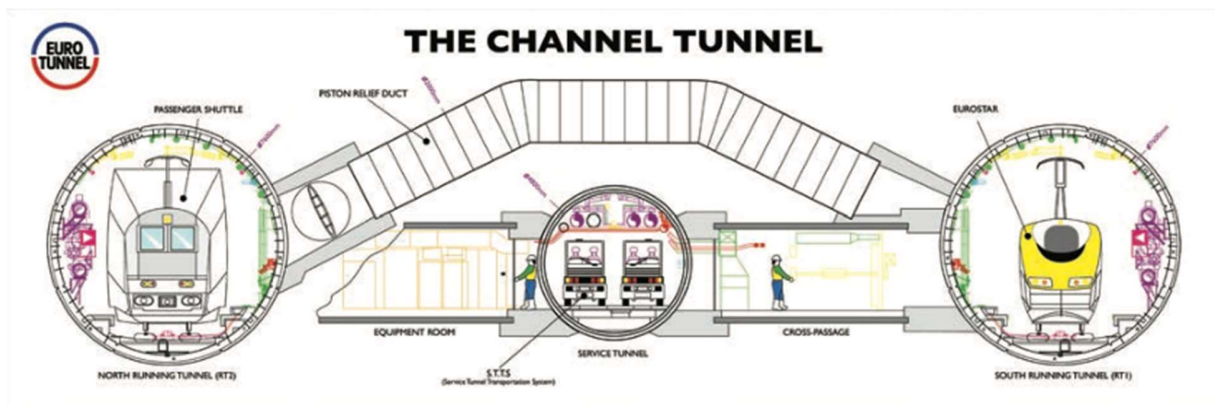 EURO
TUNNEL
THE CHANNEL TUNNEL
PASSENGER SHUTTLE
PISTON RELIEF DUCT
EUROSTAR
EQUIPMENT ROOM
CROSS-PASSAGE
SERVICE TUNNEL
S.T.T.S
(Service Tunnel Transportation System)
NORTH RUNNING TUNNEL (RT2)
SOUTH RUNNING TUNNEL (RT1)